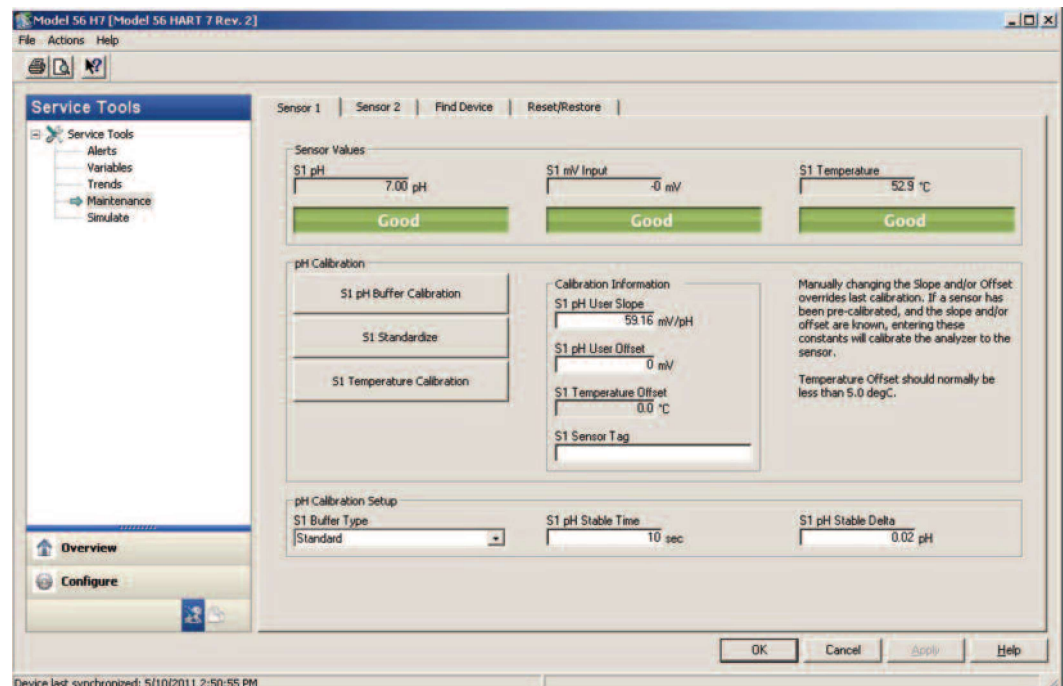 Model 56 H7 [Model 56 HART 7 Rev. 2]
File Actions Help
Service Tools
Service Tools
Alerts
Variables
Trends
Maintenance
Simulate
Overview
Configure
Sensor 1 Sensor 2 Find Device Reset/Restore
Sensor Values
S1 pH
7.00 pH
Good
S1 mV Input
-0 mV
Good
S1 Temperature
52.9 °C
Good
pH Calibration
S1 pH Buffer Calibration
S1 Standardize
S1 Temperature Calibration
Calibration Information
S1 pH User Slope
59.16 mV/pH
S1 pH User Offset
0 mV
S1 Temperature Offset
0.0 °C
S1 Sensor Tag
Manually changing the Slope and/or Offset
overrides last calibration. If a sensor has
been pre-calibrated, and the slope and/or
offset are known, entering these
constants will calibrate the analyzer to the
sensor.
Temperature Offset should normally be
less than 5.0 degC.
pH Calibration Setup
S1 Buffer Type
Standard
S1 pH Stable Time
10 sec
S1 pH Stable Delta
0.02 pH
OK Cancel Apply Help
Device last synchronized: 5/10/2011 2:50:55 PM